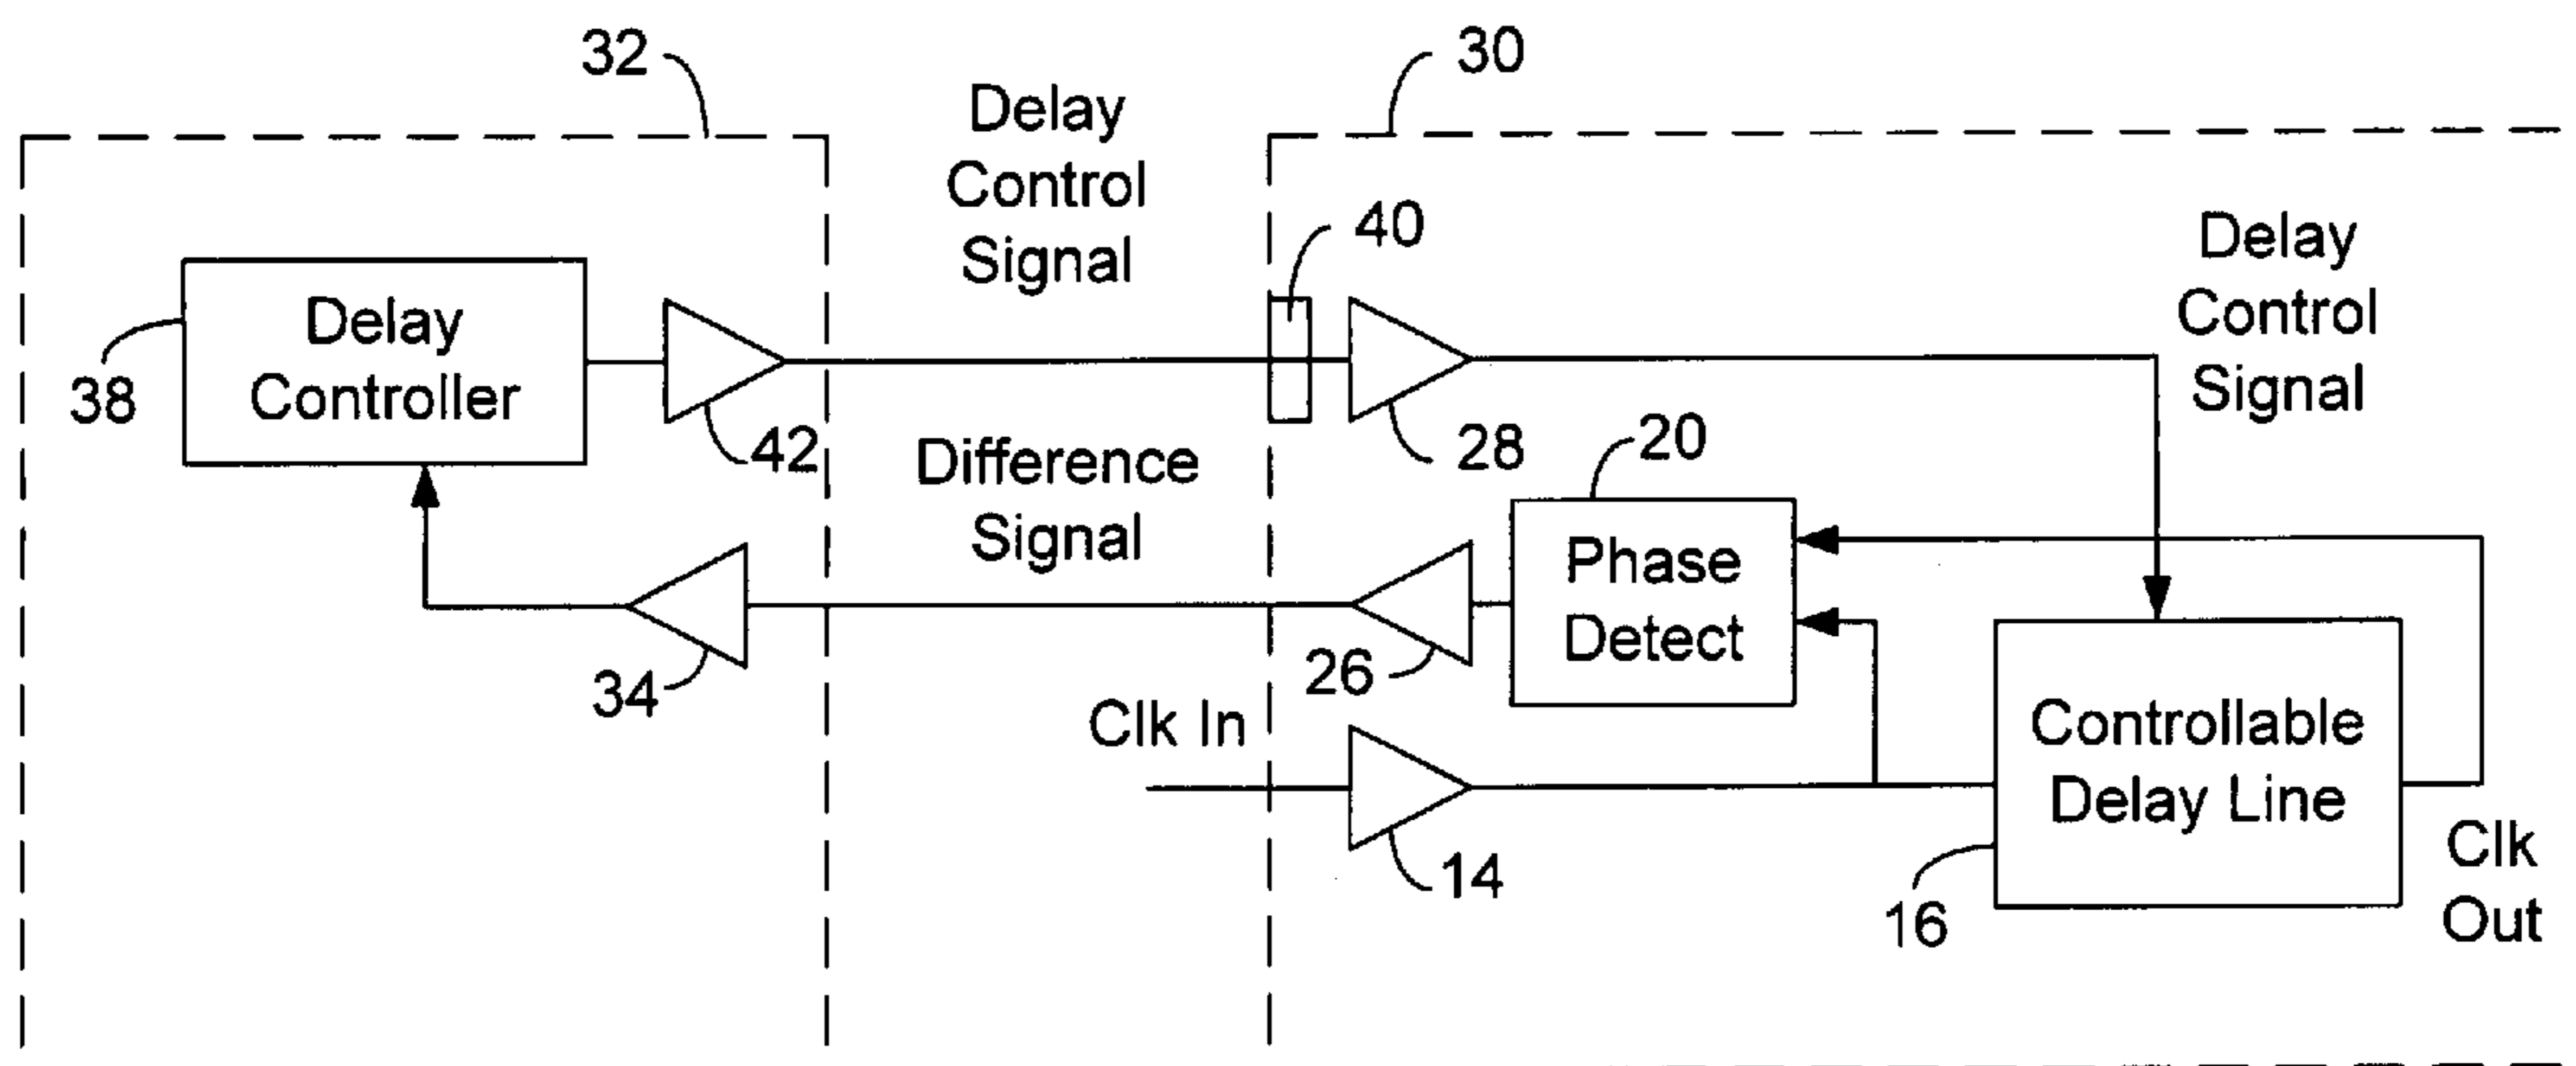 32
30
Delay
Control
Signal
40
Delay
Control
Signal
Delay
Controller
38
42
28
20
Difference
Signal
Phase
Detect
34
26
Clk In
Controllable
Delay Line
14
16
Clk
Out